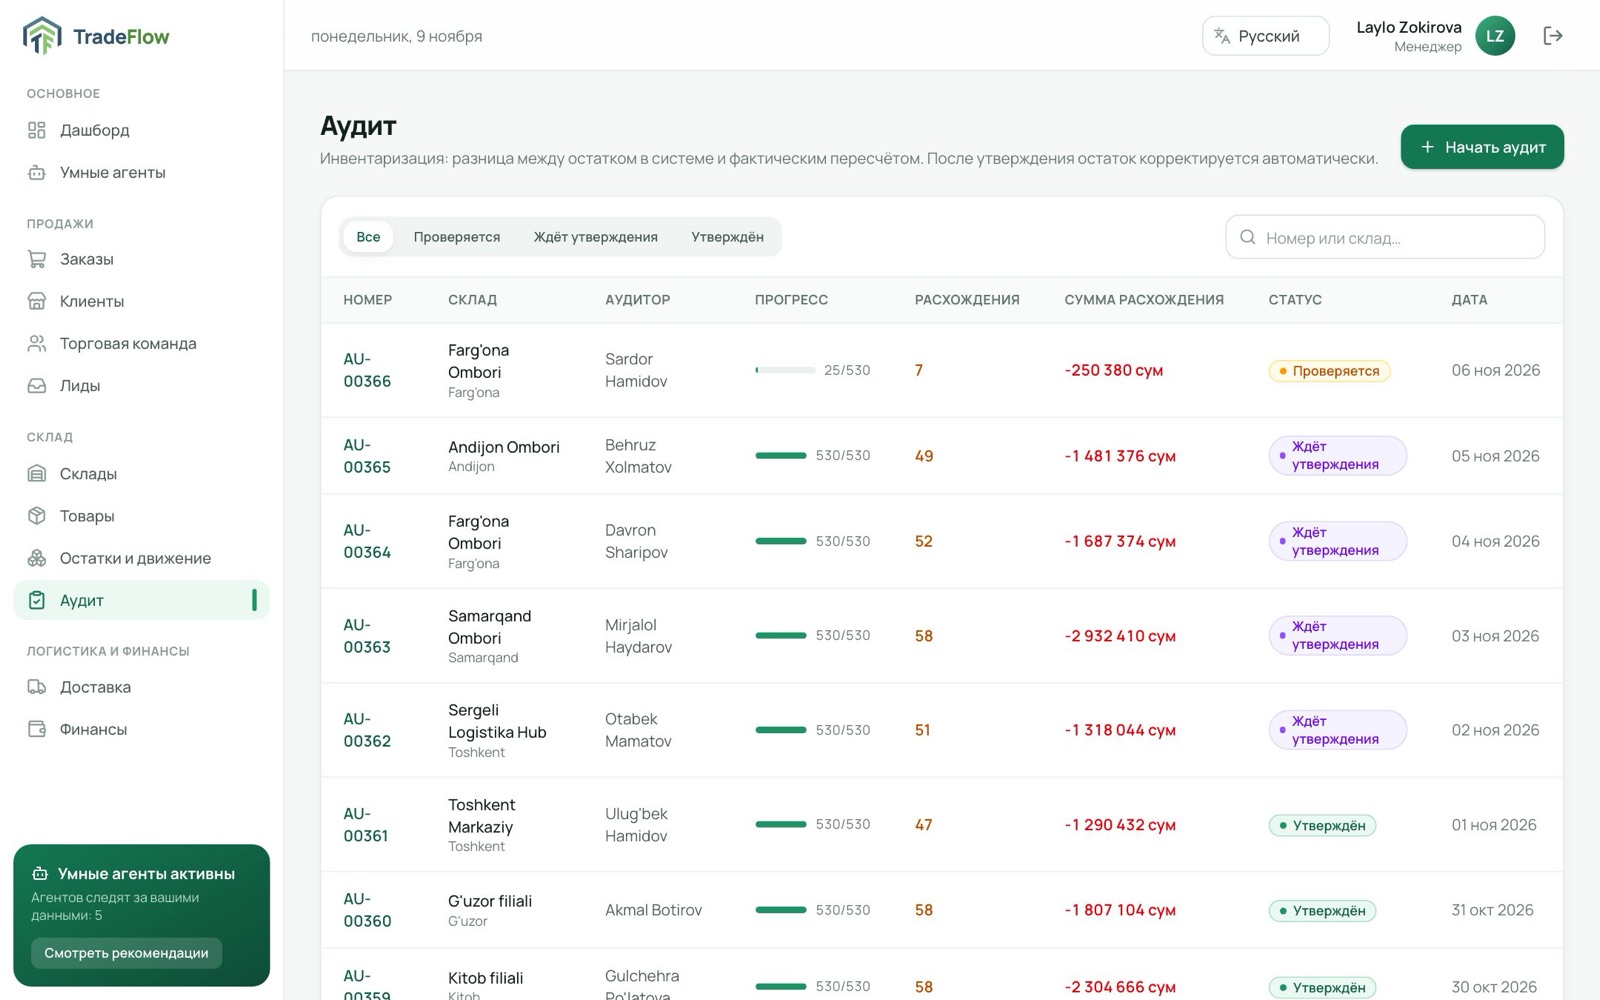 TradeFlow
ОСНОВНОЕ
Дашборд
Умные агенты
ПРОДАЖИ
Заказы
Клиенты
Торговая команда
Лиды
СКЛАД
Склады
Товары
Остатки и движение
Аудит
ЛОГИСТИКА И ФИНАНСЫ
Доставка
Финансы
Умные агенты активны
Агентов следят за вашими
данными: 5
Смотреть рекомендации
понедельник, 9 ноября
Русский
Laylo Zokirova
Менеджер
LZ
Аудит
Инвентаризация: разница между остатком в системе и фактическим пересчётом. После утверждения остаток корректируется автоматически.
+ Начать аудит
Все Проверяется Ждёт утверждения Утверждён
Номер или склад...
НОМЕР СКЛАД АУДИТОР ПРОГРЕСС РАСХОЖДЕНИЯ СУММА РАСХОЖДЕНИЯ СТАТУС ДАТА
AU-
00366
Farg'ona
Ombori
Farg'ona
Sardor
Hamidov
25/530
7
-250 380 сум
Проверяется
06 ноя 2026
AU-
00365
Andijon Ombori
Andijon
Behruz
Xolmatov
530/530
49
-1 481 376 сум
Ждёт
утверждения
05 ноя 2026
AU-
00364
Farg'ona
Ombori
Farg'ona
Davron
Sharipov
530/530
52
-1 687 374 сум
Ждёт
утверждения
04 ноя 2026
AU-
00363
Samarqand
Ombori
Samarqand
Mirjalol
Haydarov
530/530
58
-2 932 410 сум
Ждёт
утверждения
03 ноя 2026
AU-
00362
Sergeli
Logistika Hub
Toshkent
Otabek
Mamatov
530/530
51
-1 318 044 сум
Ждёт
утверждения
02 ноя 2026
AU-
00361
Toshkent
Markaziy
Toshkent
Ulug'bek
Hamidov
530/530
47
-1 290 432 сум
Утверждён
01 ноя 2026
AU-
00360
G'uzor filiali
G'uzor
Akmal Botirov
530/530
58
-1 807 104 сум
Утверждён
31 окт 2026
AU-
00359
Kitob filiali
Kitob
Gulchehra
Po'latova
530/530
58
-2 304 666 сум
Утверждён
30 окт 2026